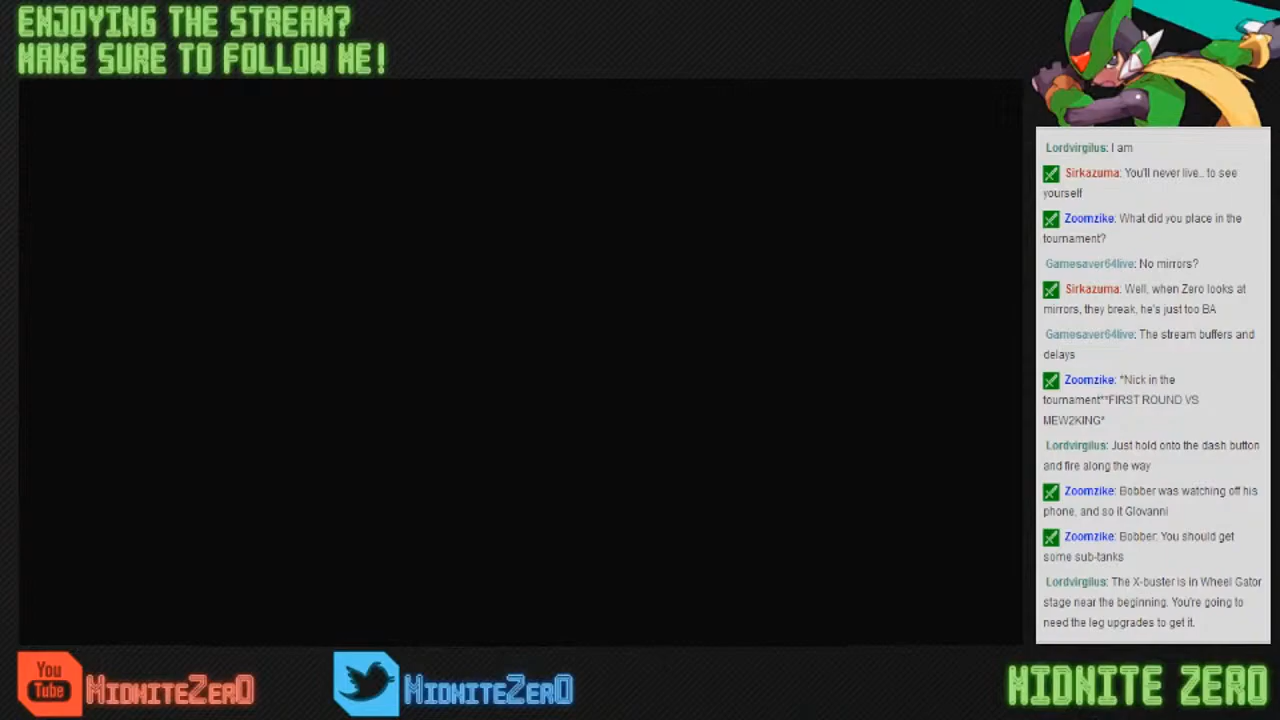 ENJOYING THE STREAM?
MAKE SURE TO FOLLOW ME!
Lordvirgilus: I am
Sirkazuma: You'll never live.. to see
yourself
Zoomzike: What did you place in the
tournament?
Gamesaver64live: No mirrors?
Sirkazuma: Well, when Zero looks at
mirrors, they break, he's just too BA
Gamesaver64live: The stream buffers and
delays
Zoomzike: *Nick in the
tournament**FIRST ROUND VS
MEW2KING*
Lordvirgilus: Just hold onto the dash button
and fire along the way
Zoomzike: Bobber was watching off his
phone, and so it Giovanni
Zoomzike: Bobber: You should get
some sub-tanks
Lordvirgilus: The X-buster is in Wheel Gator
stage near the beginning. You're going to
need the leg upgrades to get it.
You
Tube
MIDNITEZERO
MIDNITEZERO
MIDNITE ZERO